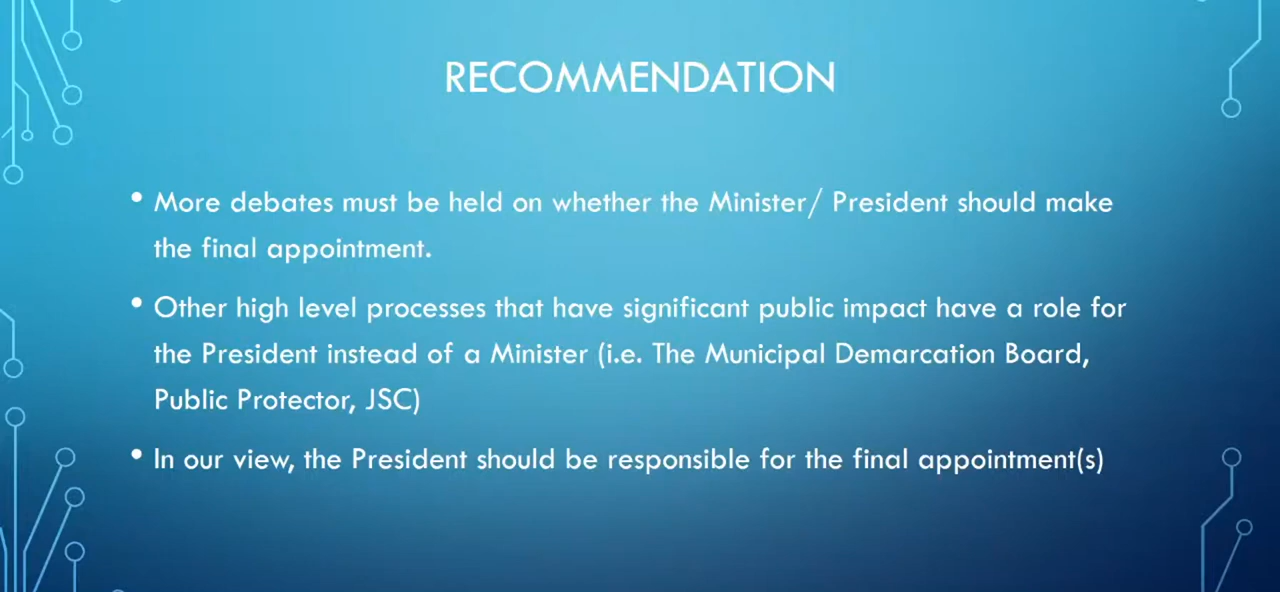 RECOMMENDATION
• More debates must be held on whether the Minister/ President should make
the final appointment.
• Other high level processes that have significant public impact have a role for
the President instead of a Minister (i.e. The Municipal Demarcation Board,
Public Protector, JSC)
• In our view, the President should be responsible for the final appointment(s)